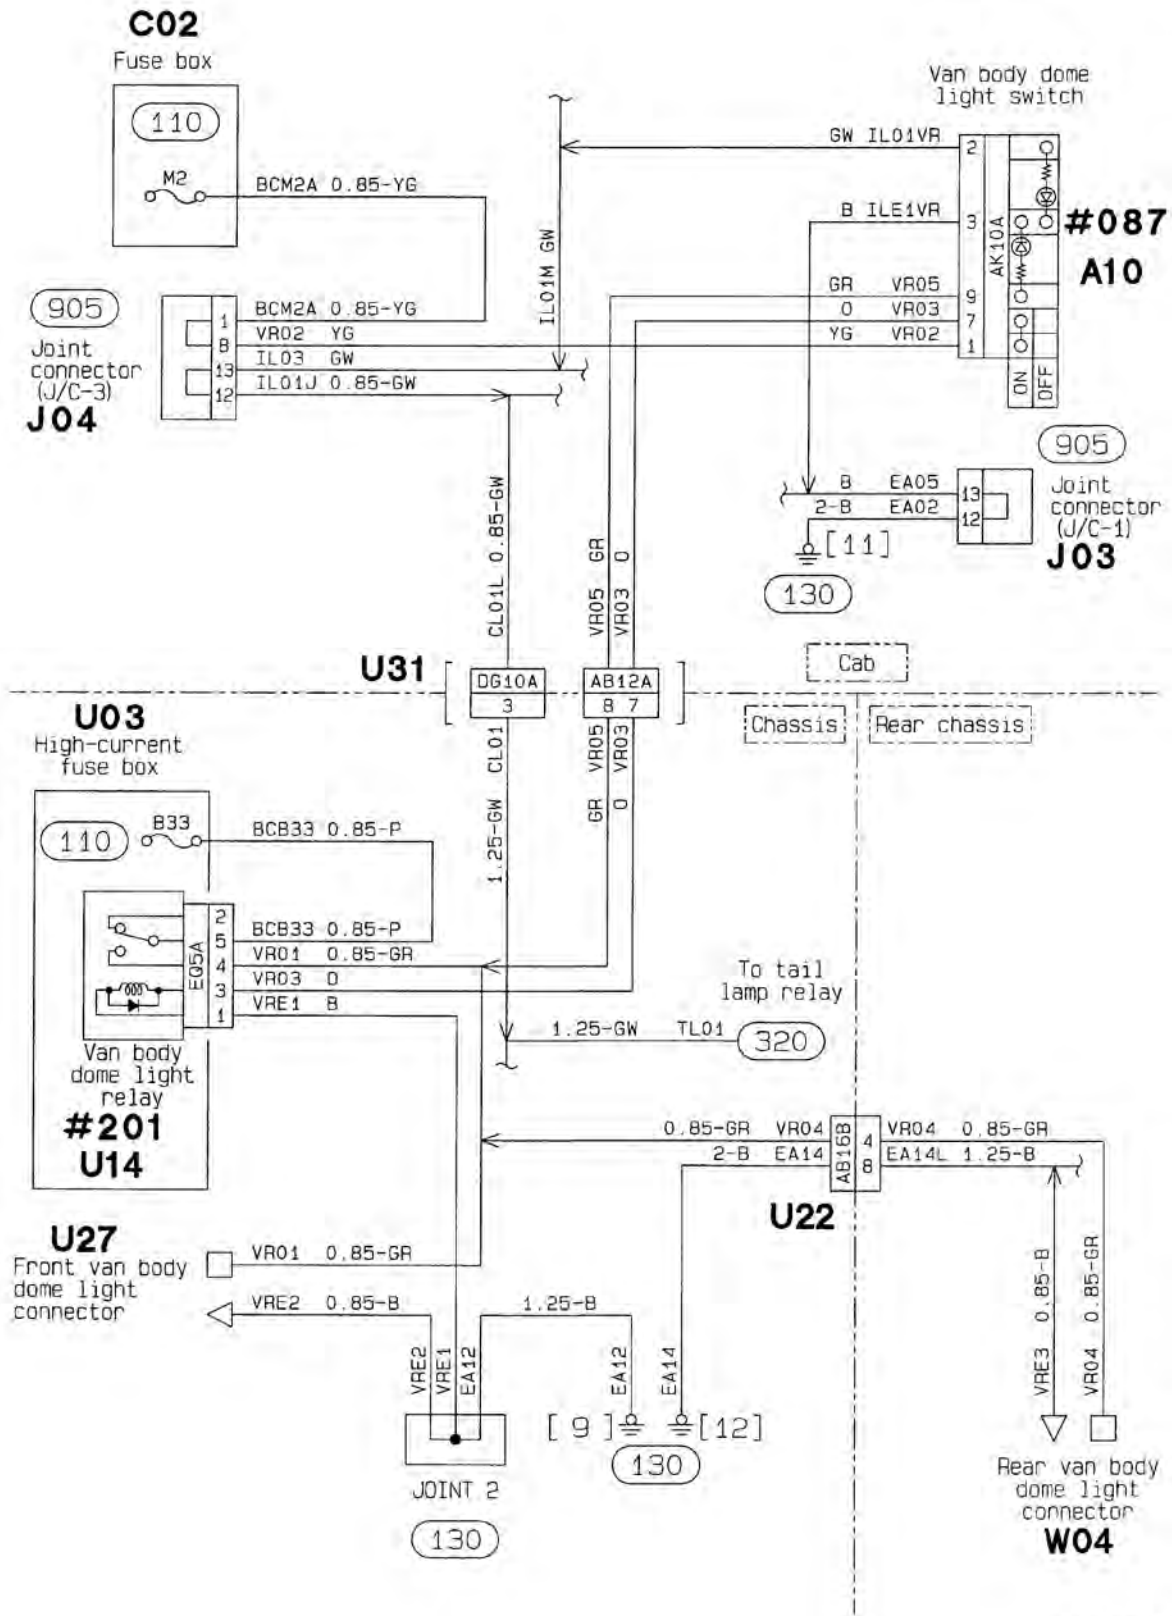 C02
Fuse box
110
M2
BCM2A 0.85-YG
Van body dome
light switch
GW IL01VR
2
B ILE1VR
3
AK10A
#087
A10
IL01M GW
GR VR05
9
O VR03
7
YG VR02
1
ON
OFF
905
Joint
connector
(J/C-3)
J04
1
BCM2A 0.85-YG
8
VR02 YG
13
IL03 GW
12
IL01J 0.85-GW
905
Joint
connector
(J/C-1)
J03
B EA05
13
2-B EA02
12
[11]
130
CL01L 0.85-GW
VR05 GR
VR03 O
U31
DG10A
3
AB12A
8 7
Cab
Chassis
Rear chassis
U03
High-current
fuse box
110
B33
BCB33 0.85-P
1.25-GW CL01
GR VR05
O VR03
EQ5A
2
5
BCB33 0.85-P
4
VR01 0.85-GR
3
VR03 O
1
VRE1 B
Van body
dome light
relay
#201
U14
To tail
lamp relay
1.25-GW TL01
320
0.85-GR VR04
2-B EA14
AB16B
4
8
VR04 0.85-GR
EA14L 1.25-B
U22
U27
Front van body
dome light
connector
VR01 0.85-GR
VRE2 0.85-B
1.25-B
VRE2
VRE1
EA12
EA12
EA14
VRE3 0.85-B
VR04 0.85-GR
[ 9 ]
[12]
130
JOINT 2
130
Rear van body
dome light
connector
W04